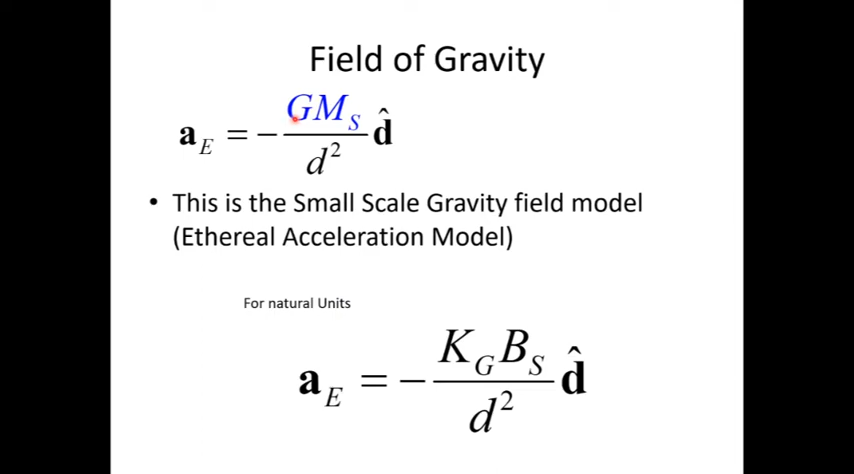 Field of Gravity
𝐚_E = − GM_S / d² 𝐝̂
• This is the Small Scale Gravity field model
(Ethereal Acceleration Model)
For natural Units
𝐚_E = − K_G B_S / d² 𝐝̂